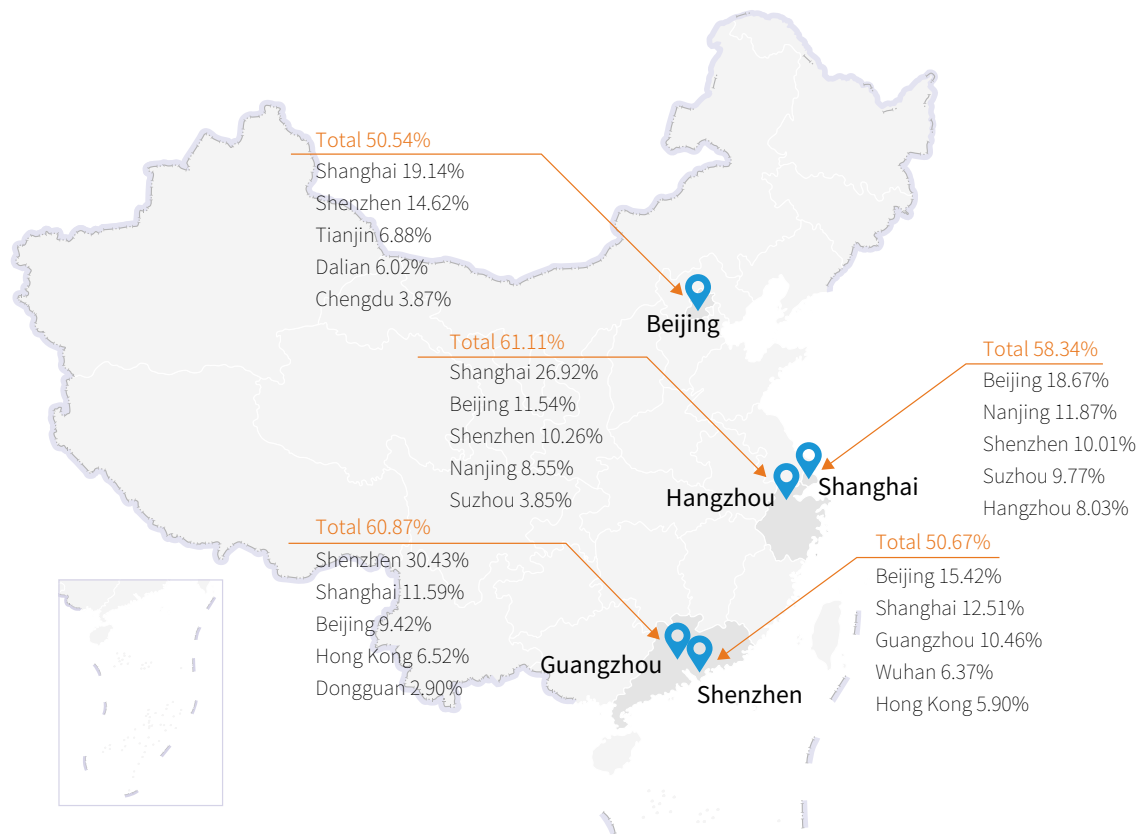 Total 50.54%
Shanghai 19.14%
Shenzhen 14.62%
Tianjin 6.88%
Dalian 6.02%
Chengdu 3.87%
Beijing
Total 61.11%
Shanghai 26.92%
Beijing 11.54%
Shenzhen 10.26%
Nanjing 8.55%
Suzhou 3.85%
Hangzhou
Total 58.34%
Beijing 18.67%
Nanjing 11.87%
Shenzhen 10.01%
Suzhou 9.77%
Hangzhou 8.03%
Shanghai
Total 60.87%
Shenzhen 30.43%
Shanghai 11.59%
Beijing 9.42%
Hong Kong 6.52%
Dongguan 2.90%
Guangzhou
Total 50.67%
Beijing 15.42%
Shanghai 12.51%
Guangzhou 10.46%
Wuhan 6.37%
Hong Kong 5.90%
Shenzhen